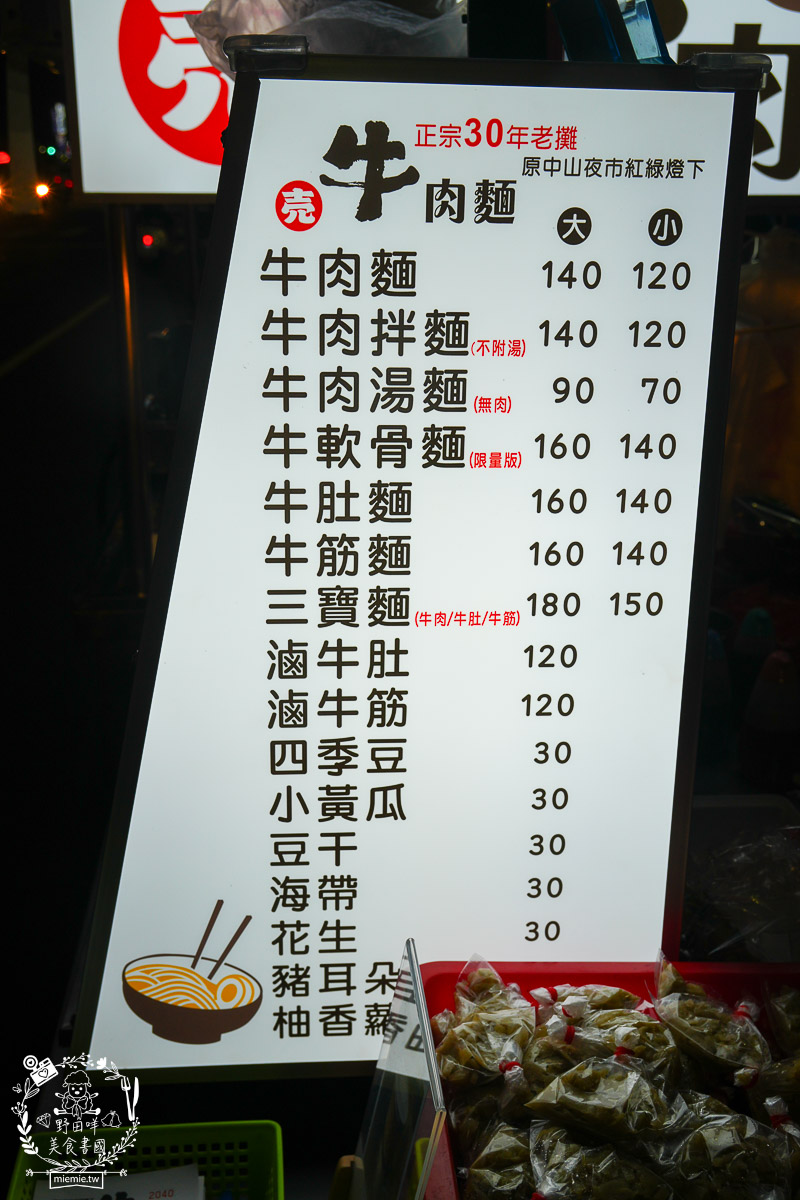 売
肉
正宗30年老攤
原中山夜市紅綠燈下
売 牛肉麵
大 小
牛肉麵 140 120
牛肉拌麵(不附湯) 140 120
牛肉湯麵(無肉) 90 70
牛軟骨麵(限量版) 160 140
牛肚麵 160 140
牛筋麵 160 140
三寶麵(牛肉/牛肚/牛筋) 180 150
滷牛肚 120
滷牛筋 120
四季豆 30
小黃瓜 30
豆干 30
海帶 30
花生 30
豬耳朵
柚香蘿
野田咩
美食書國
miemie.tw
2040